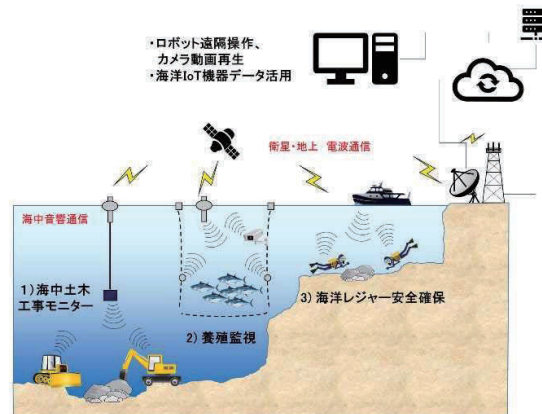 ・ロボット遠隔操作、
カメラ動画再生
・海洋IoT機器データ活用
衛星・地上 電波通信
海中音響通信
1)海中土木
工事モニター
2)養殖監視
3)海洋レジャー安全確保